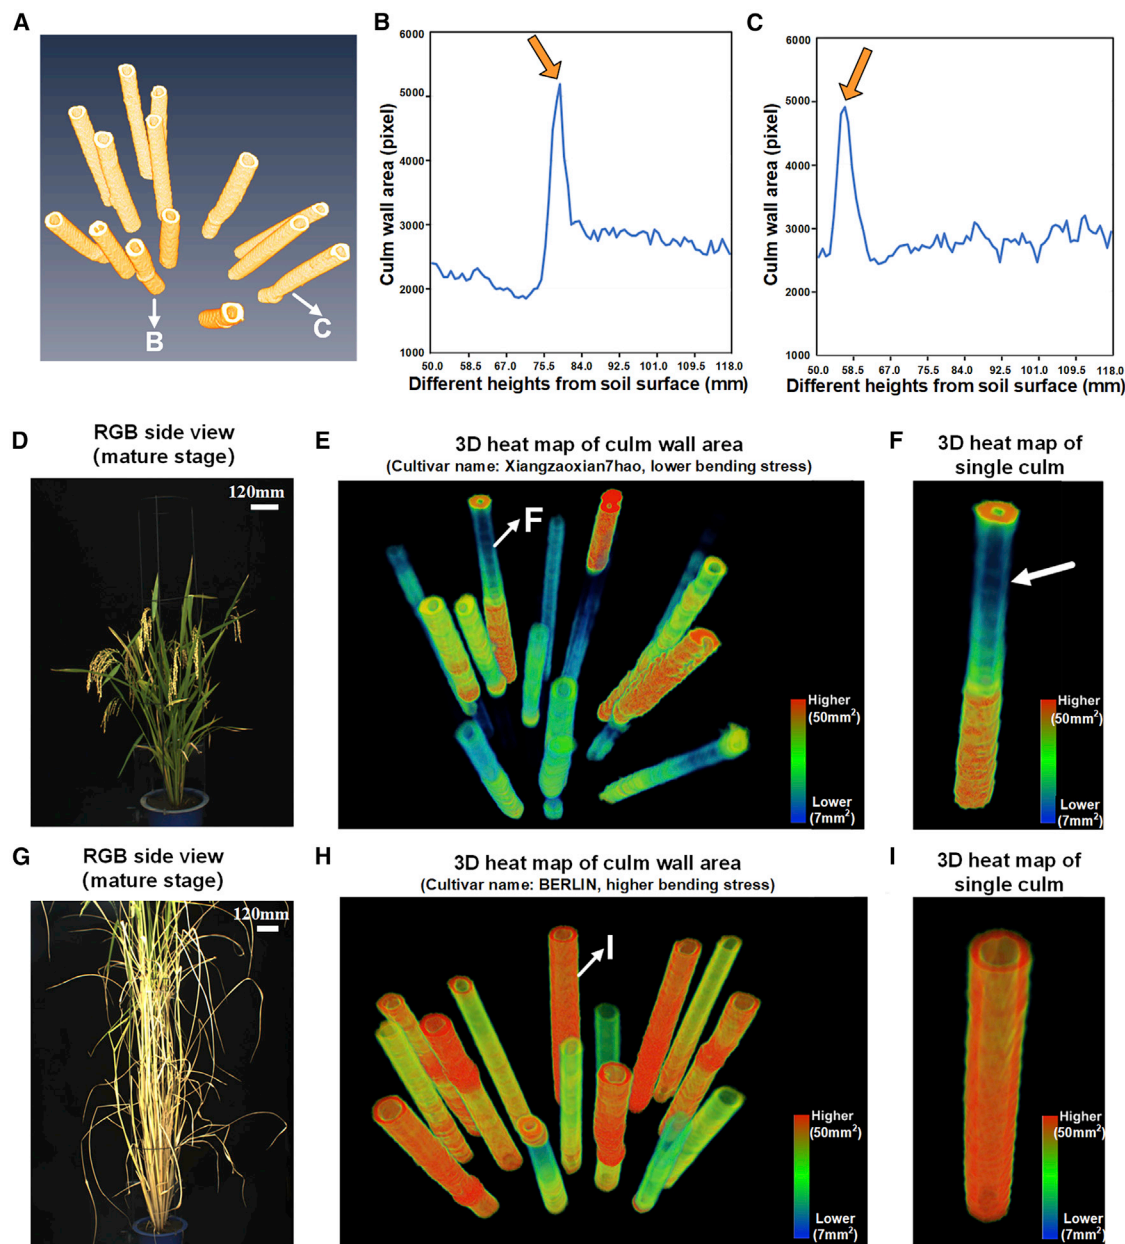 A
B
C
B
6000
5000
4000
3000
2000
1000
Culm wall area (pixel)
50.0 58.5 67.0 75.5 84.0 92.5 101.0 109.5 118.0
Different heights from soil surface (mm)
C
6000
5000
4000
3000
2000
1000
Culm wall area (pixel)
50.0 58.5 67.0 75.5 84.0 92.5 101.0 109.5 118.0
Different heights from soil surface (mm)
D
RGB side view
(mature stage)
120mm
E
3D heat map of culm wall area
(Cultivar name: Xiangzaoxian7hao, lower bending stress)
F
Higher
(50mm²)
Lower
(7mm²)
F
3D heat map of
single culm
Higher
(50mm²)
Lower
(7mm²)
G
RGB side view
(mature stage)
120mm
H
3D heat map of culm wall area
(Cultivar name: BERLIN, higher bending stress)
I
Higher
(50mm²)
Lower
(7mm²)
I
3D heat map of
single culm
Higher
(50mm²)
Lower
(7mm²)